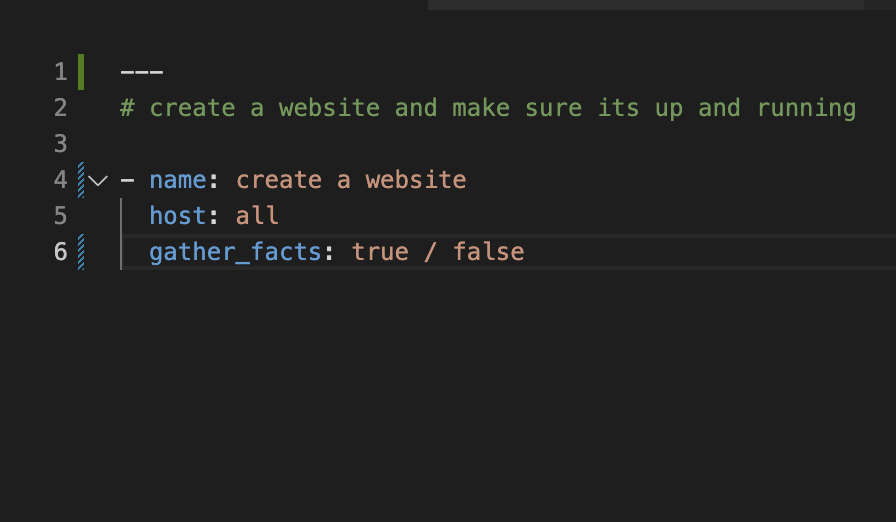 1 ---
2 # create a website and make sure its up and running
3
4 - name: create a website
5 host: all
6 gather_facts: true / false